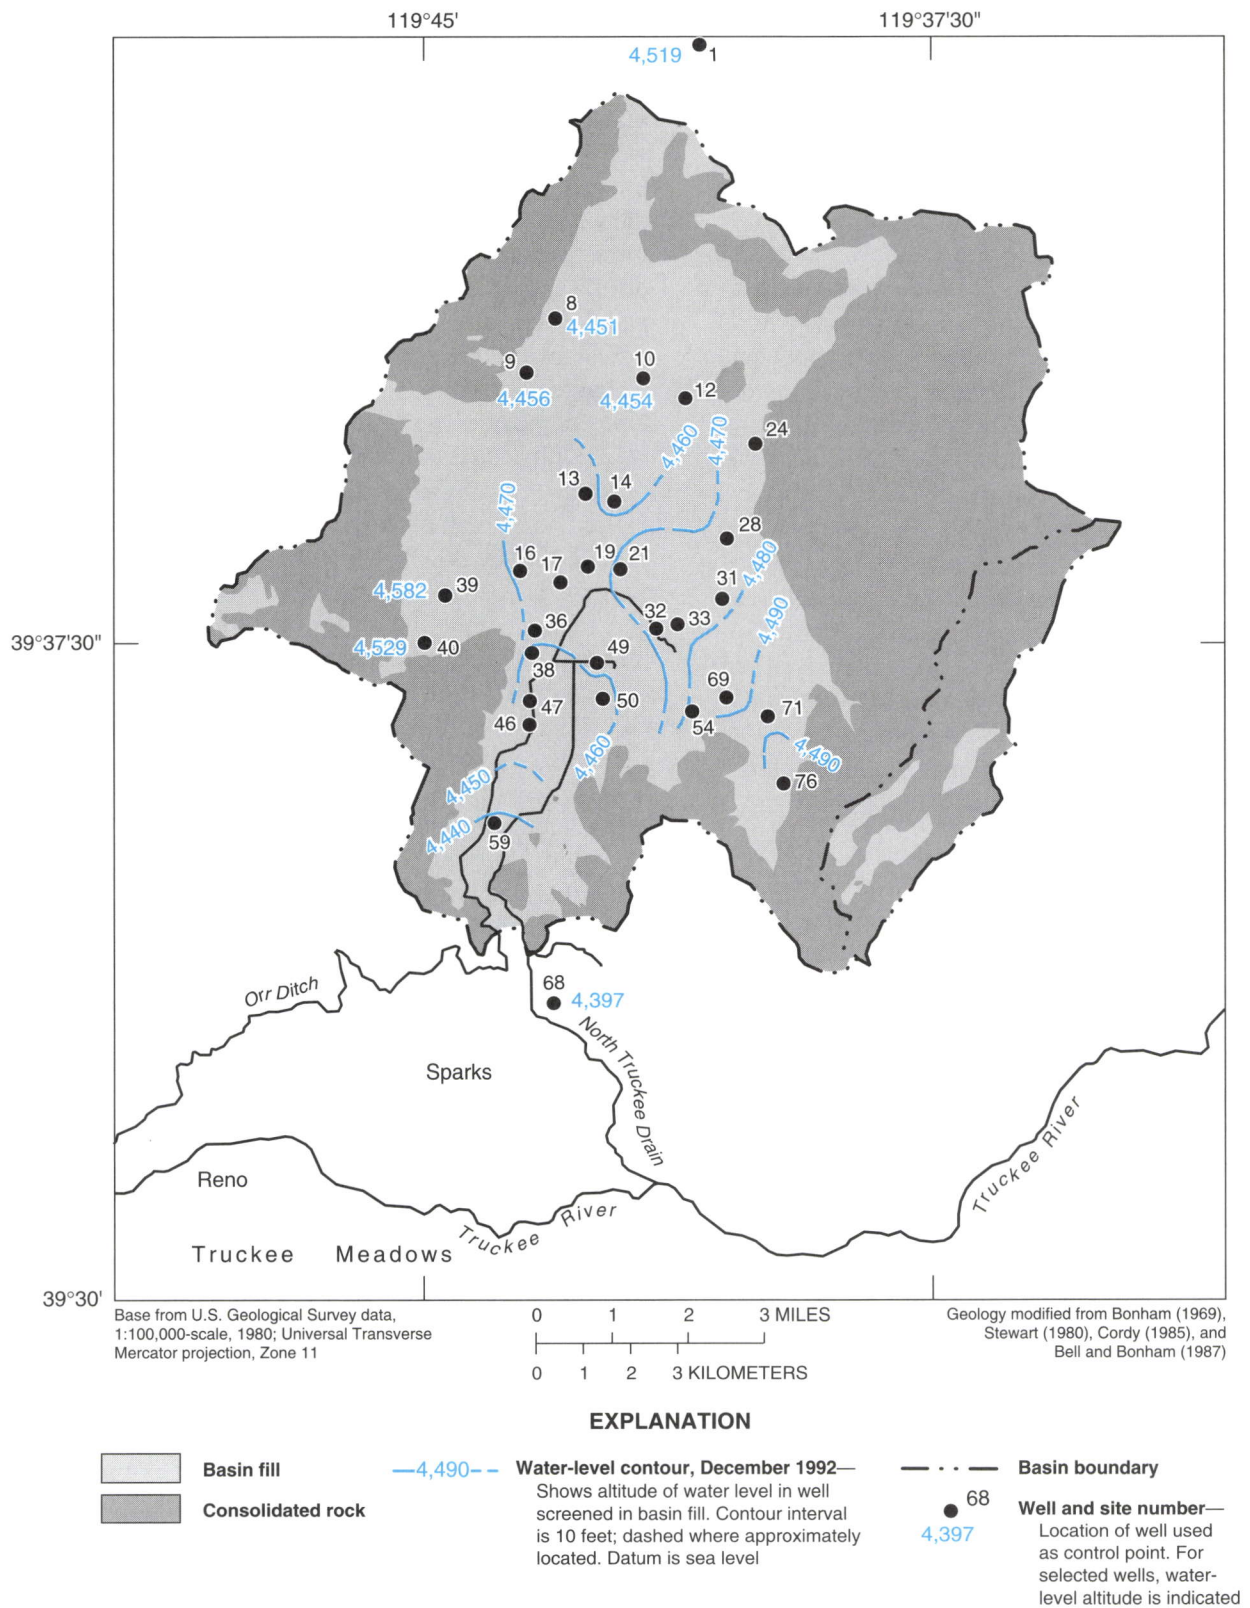 119°45'
119°37'30"
4,519
1
8
4,451
9
4,456
10
4,454
12
24
4,460
4,470
13
14
4,470
28
16
17
19
21
4,480
31
4,582
39
4,490
32
33
36
39°37'30"
4,529
40
49
38
69
47
50
71
46
54
4,460
4,490
4,450
76
4,440
59
68
4,397
Orr Ditch
North Truckee Drain
Sparks
Truckee River
Reno
Truckee River
Truckee Meadows
39°30'
Base from U.S. Geological Survey data,
1:100,000-scale, 1980; Universal Transverse
Mercator projection, Zone 11
0 1 2 3 MILES
0 1 2 3 KILOMETERS
Geology modified from Bonham (1969),
Stewart (1980), Cordy (1985), and
Bell and Bonham (1987)
EXPLANATION
Basin fill
Consolidated rock
4,490
Water-level contour, December 1992—
Shows altitude of water level in well
screened in basin fill. Contour interval
is 10 feet; dashed where approximately
located. Datum is sea level
Basin boundary
68
4,397
Well and site number—
Location of well used
as control point. For
selected wells, water-
level altitude is indicated